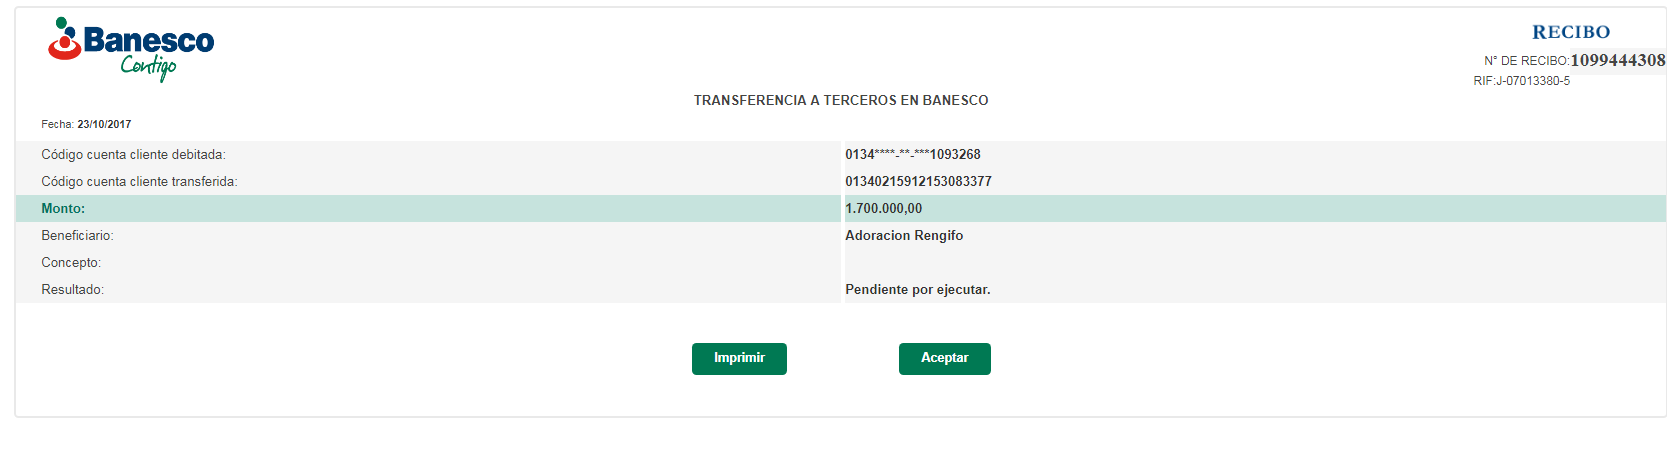 Banesco
Contigo
RECIBO
N° DE RECIBO:1099444308
RIF:J-07013380-5
TRANSFERENCIA A TERCEROS EN BANESCO
Fecha: 23/10/2017
Código cuenta cliente debitada: 0134****-**-***1093268
Código cuenta cliente transferida: 01340215912153083377
Monto: 1.700.000,00
Beneficiario: Adoracion Rengifo
Concepto:
Resultado: Pendiente por ejecutar.
Imprimir Aceptar